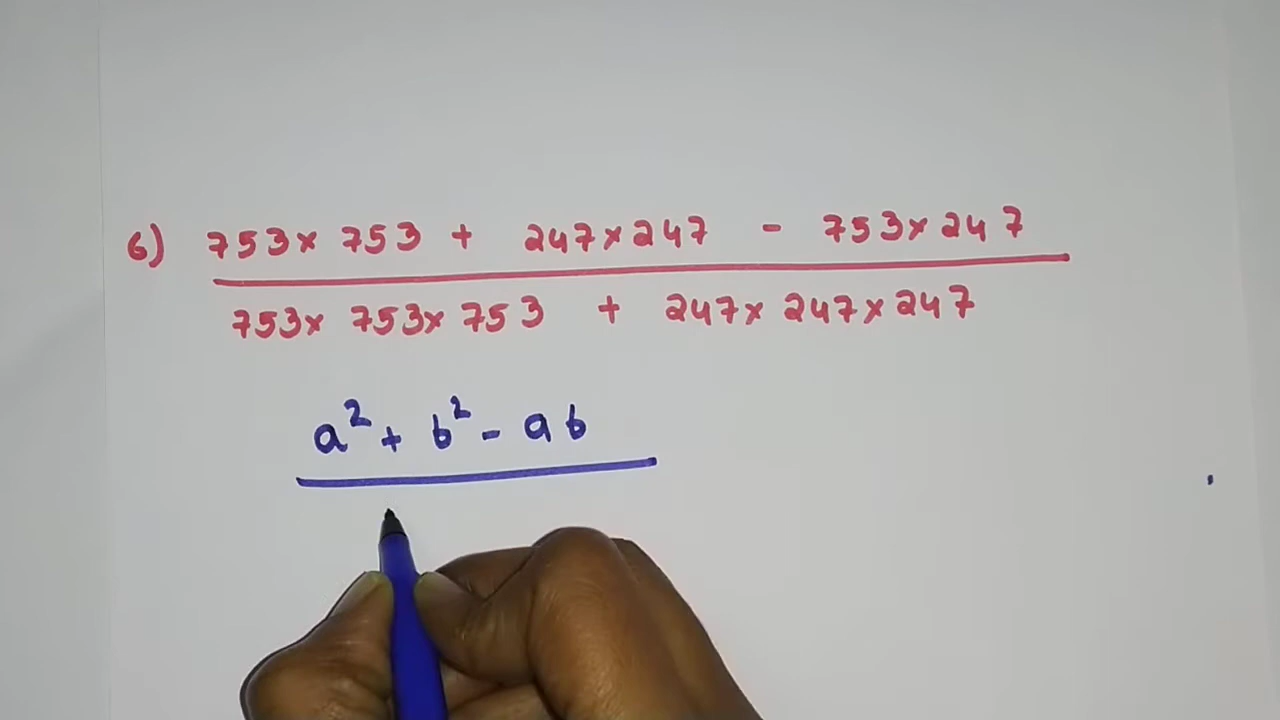 6) 753× 753 + 247×247 - 753×247
753× 753× 753 + 247× 247×247
a² + b² - ab